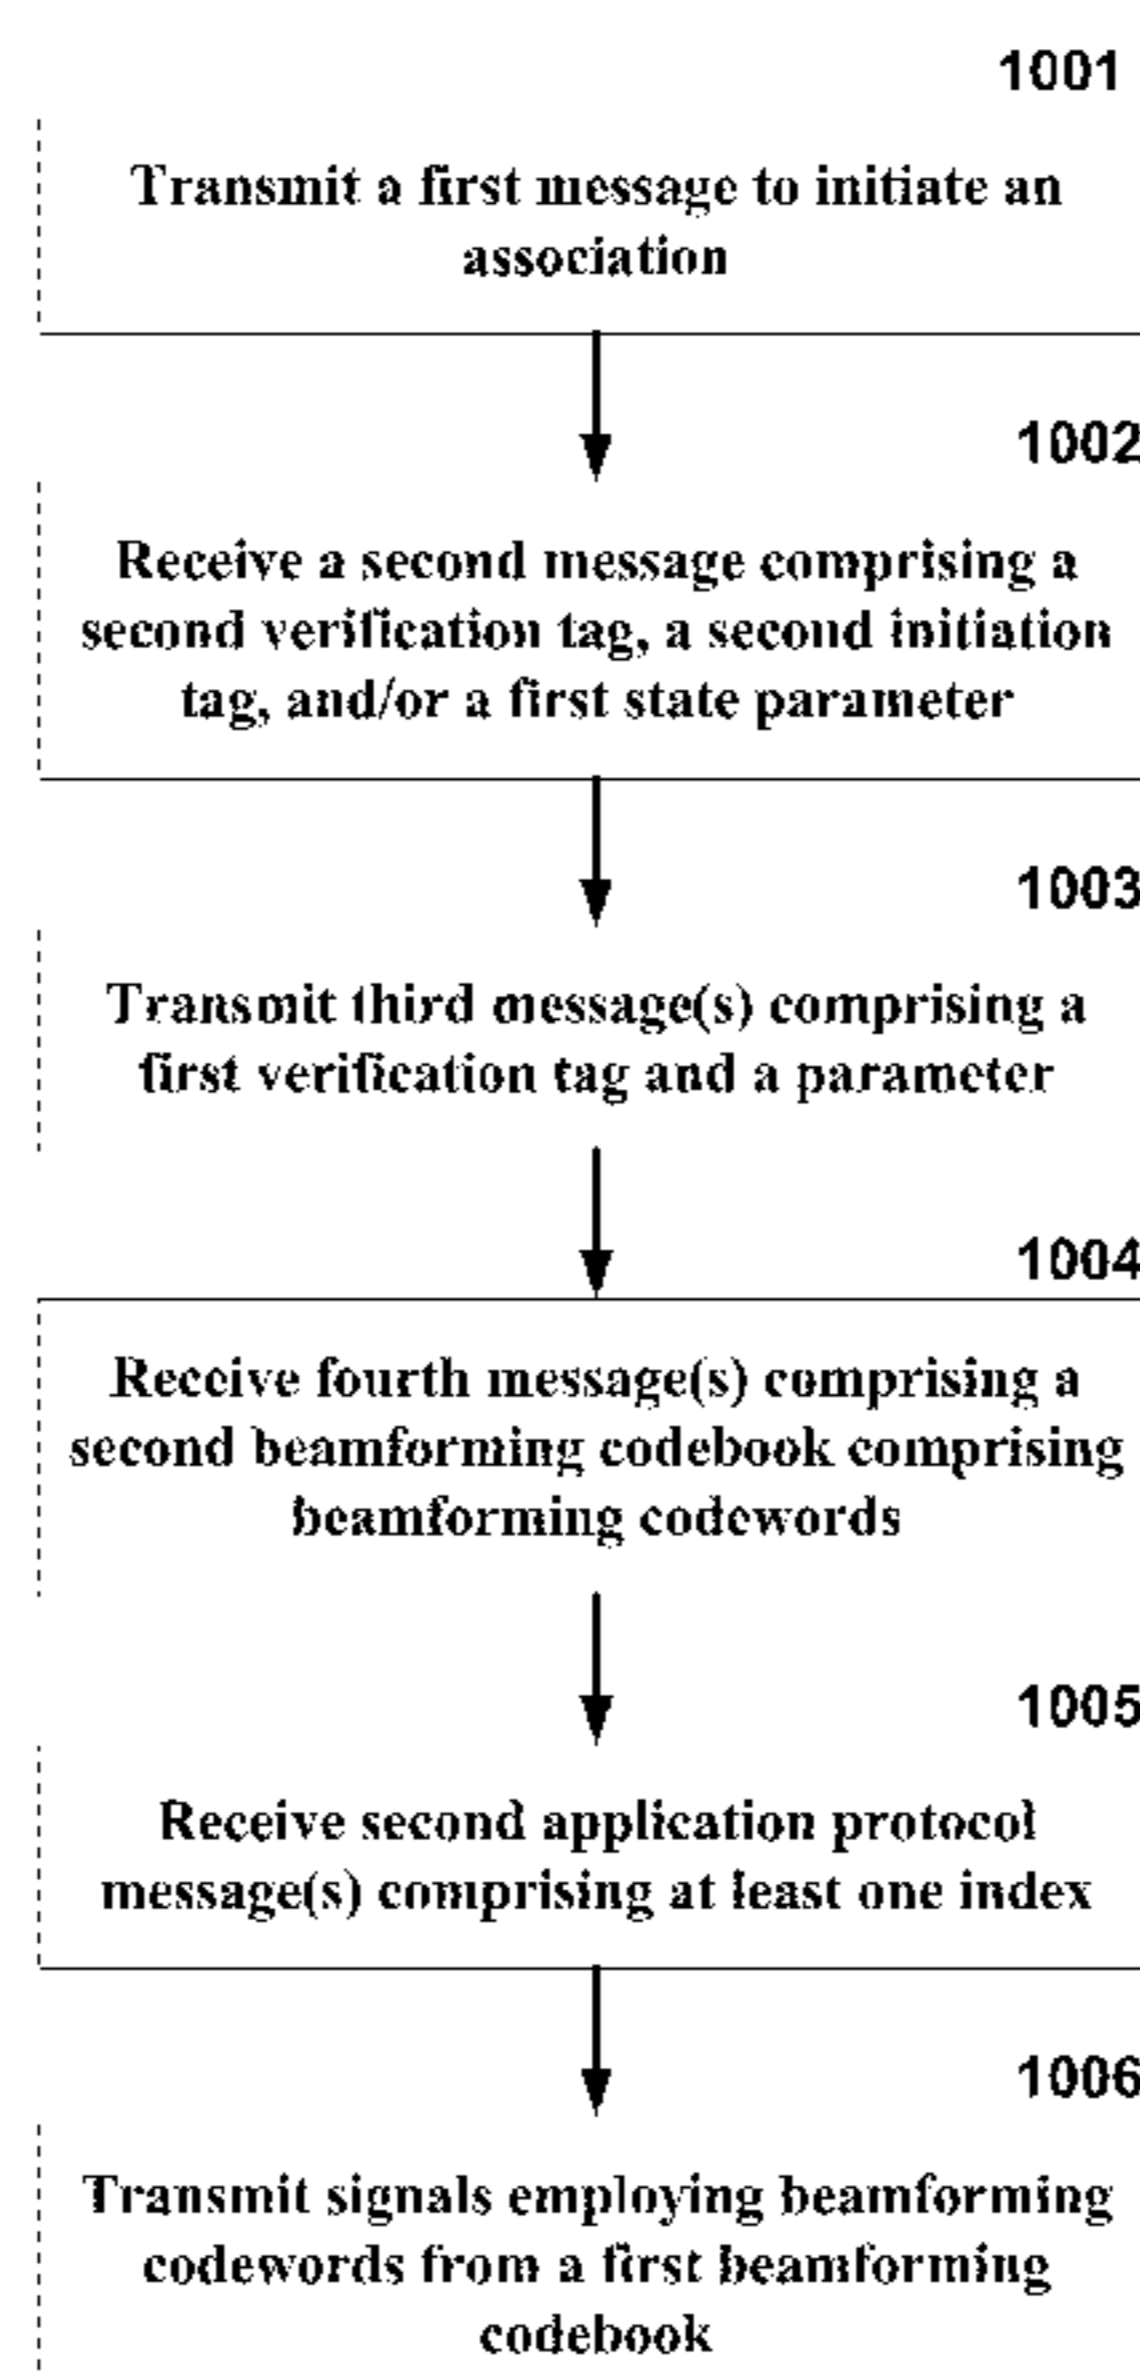 1001
Transmit a first message to initiate an
association
1002
Receive a second message comprising a
second verification tag, a second initiation
tag, and/or a first state parameter
1003
Transmit third message(s) comprising a
first verification tag and a parameter
1004
Receive fourth message(s) comprising a
second beamforming codebook comprising
beamforming codewords
1005
Receive second application protocol
message(s) comprising at least one index
1006
Transmit signals employing beamforming
codewords from a first beamforming
codebook